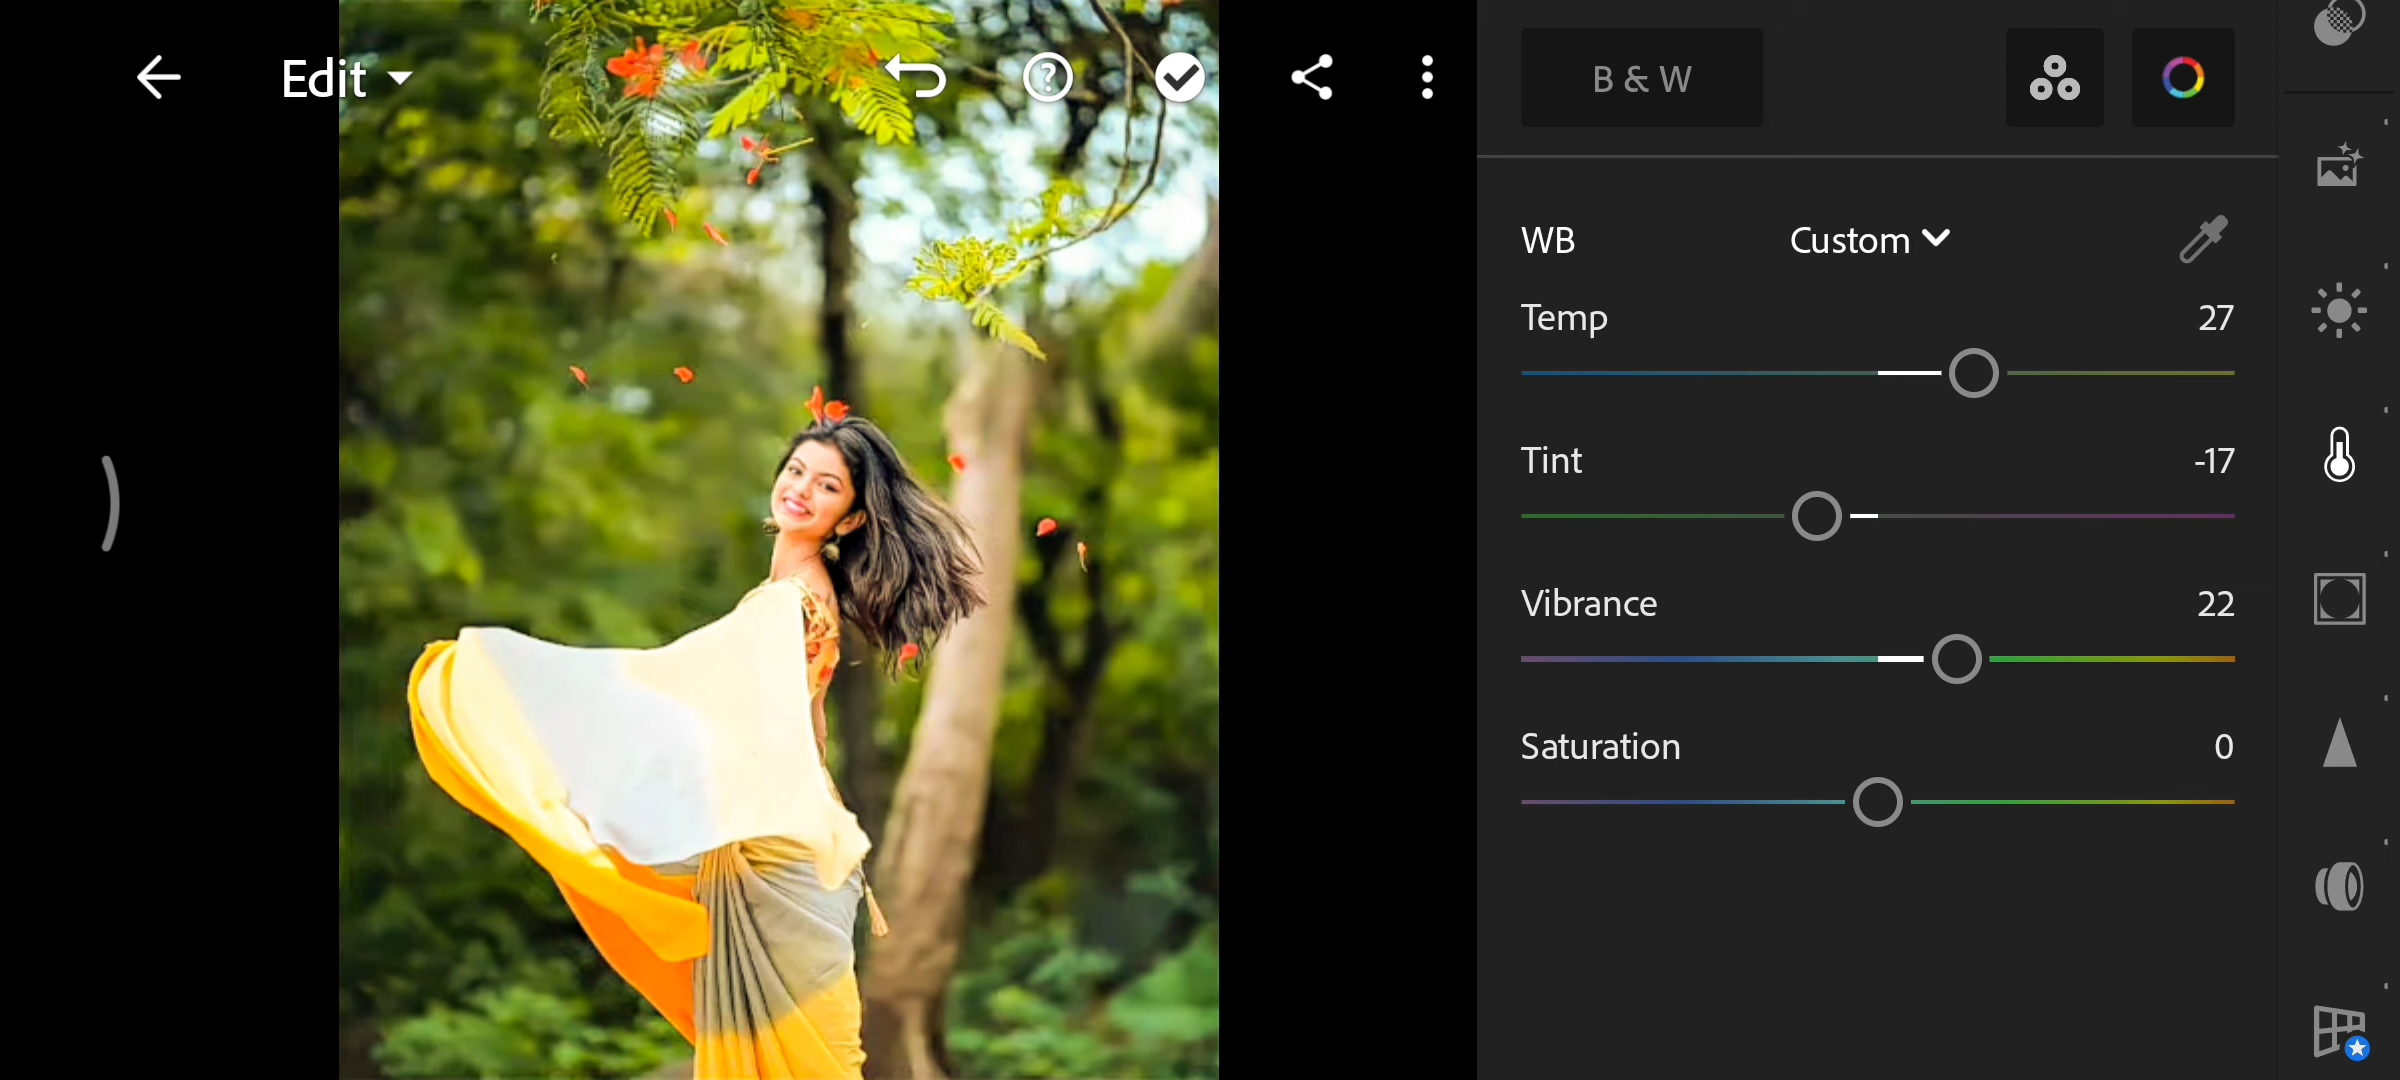 Edit
B & W
WB Custom
Temp 27
Tint -17
Vibrance 22
Saturation 0